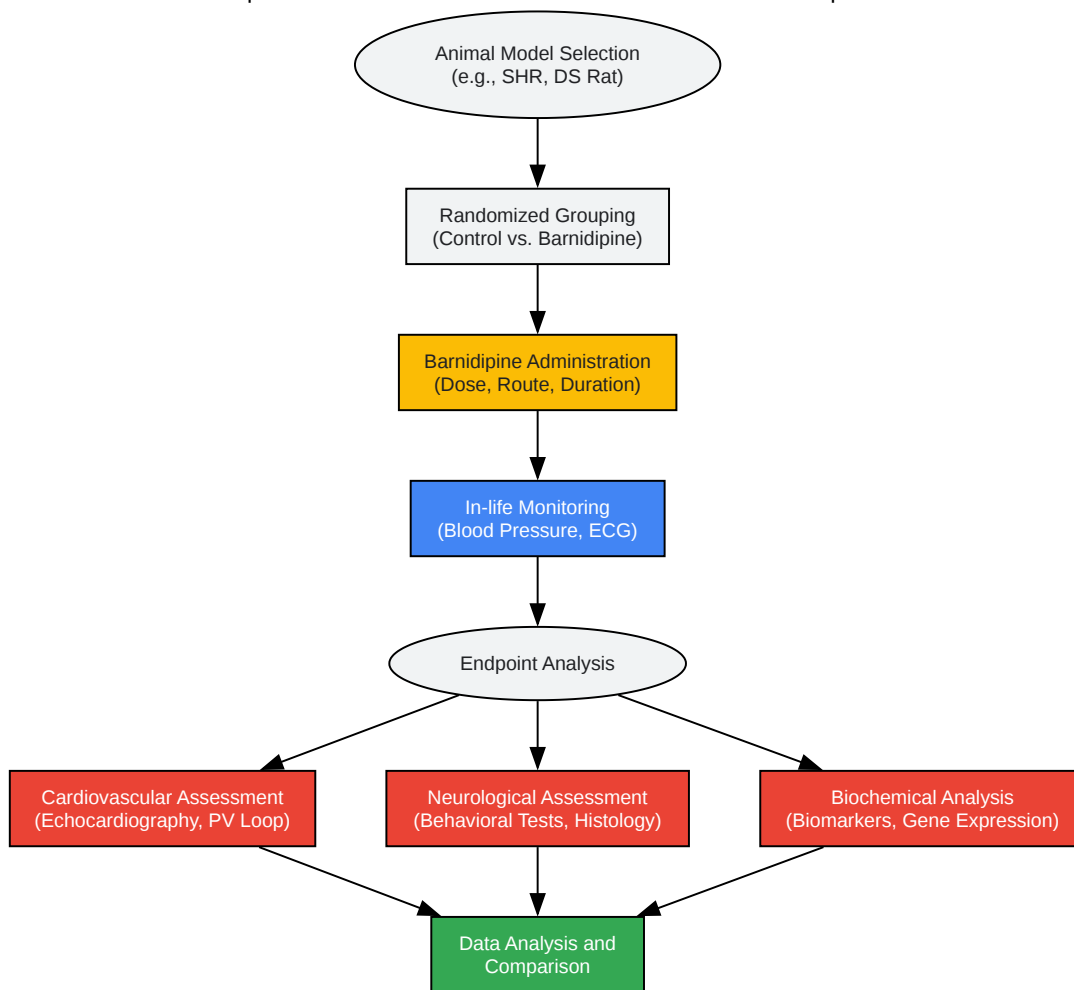 Animal Model Selection
(e.g., SHR, DS Rat)
Randomized Grouping
(Control vs. Barnidipine)
Barnidipine Administration
(Dose, Route, Duration)
In-life Monitoring
(Blood Pressure, ECG)
Endpoint Analysis
Cardiovascular Assessment
(Echocardiography, PV Loop)
Neurological Assessment
(Behavioral Tests, Histology)
Biochemical Analysis
(Biomarkers, Gene Expression)
Data Analysis and
Comparison